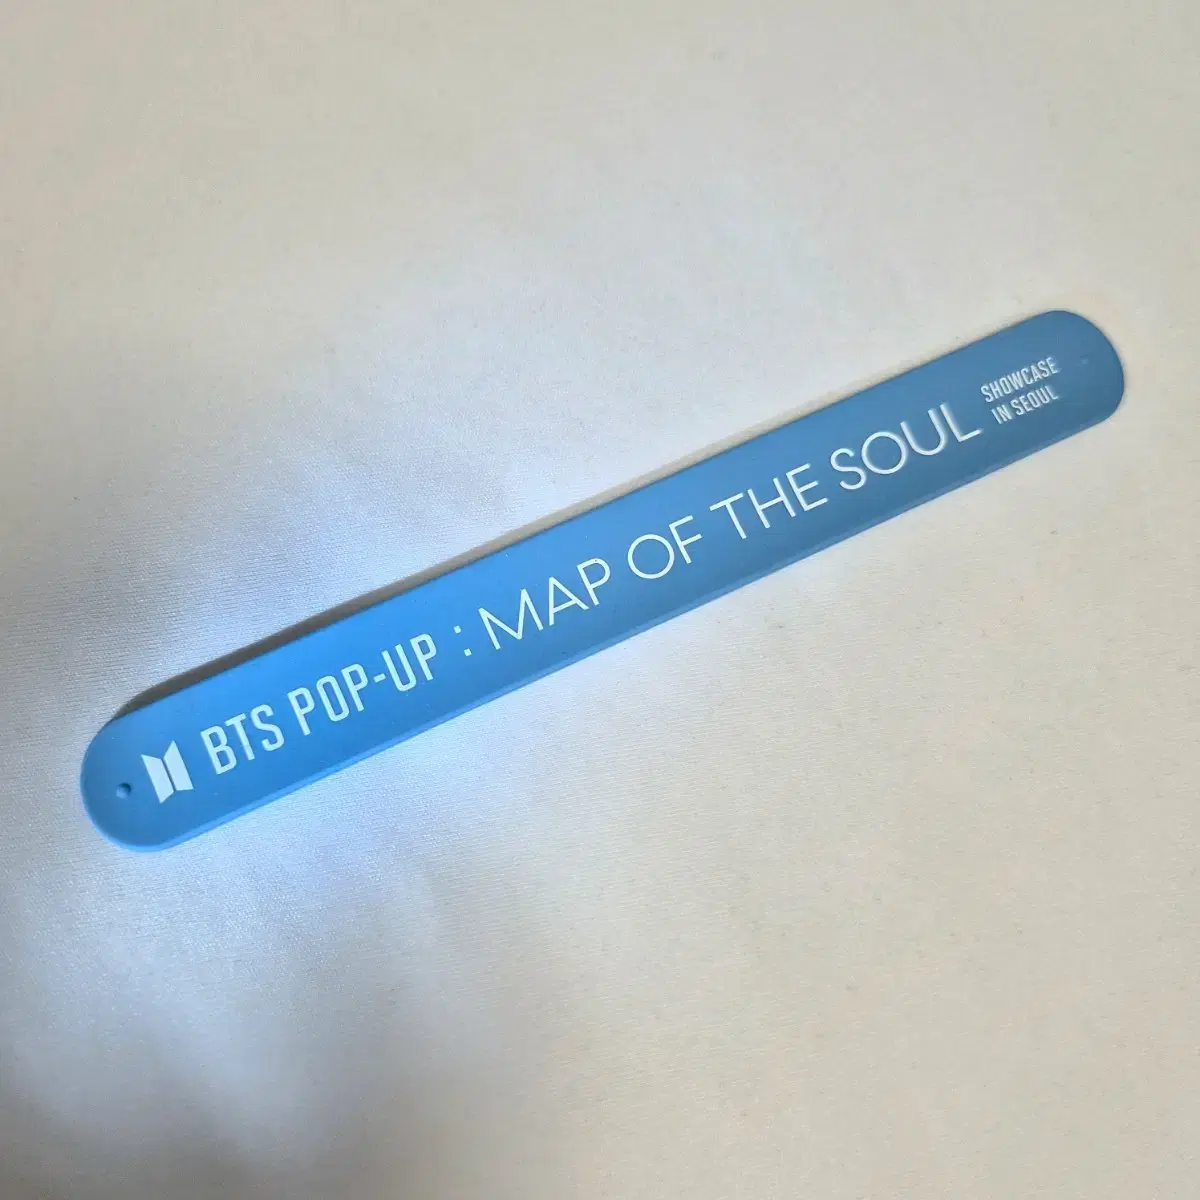 BTS POP-UP : MAP OF THE SOUL
SHOWCASE
IN SEOUL